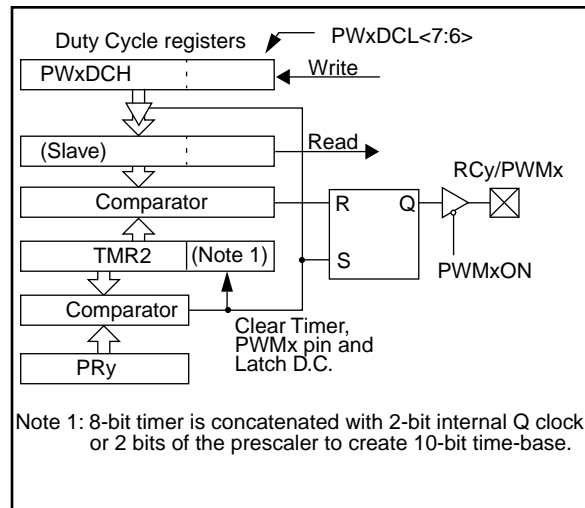 Duty Cycle registers
PWxDCL<7:6>
PWxDCH
Write
(Slave)
Read
RCy/PWMx
Comparator
R
Q
TMR2
(Note 1)
S
PWMxON
Comparator
Clear Timer,
PWMx pin and
Latch D.C.
PRy
Note 1: 8-bit timer is concatenated with 2-bit internal Q clock
or 2 bits of the prescaler to create 10-bit time-base.